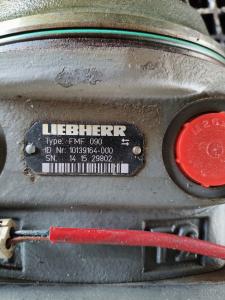 LIEBHERR
Type: FMF 090
ID Nr: 10139164-000
SN. 14 15 29802